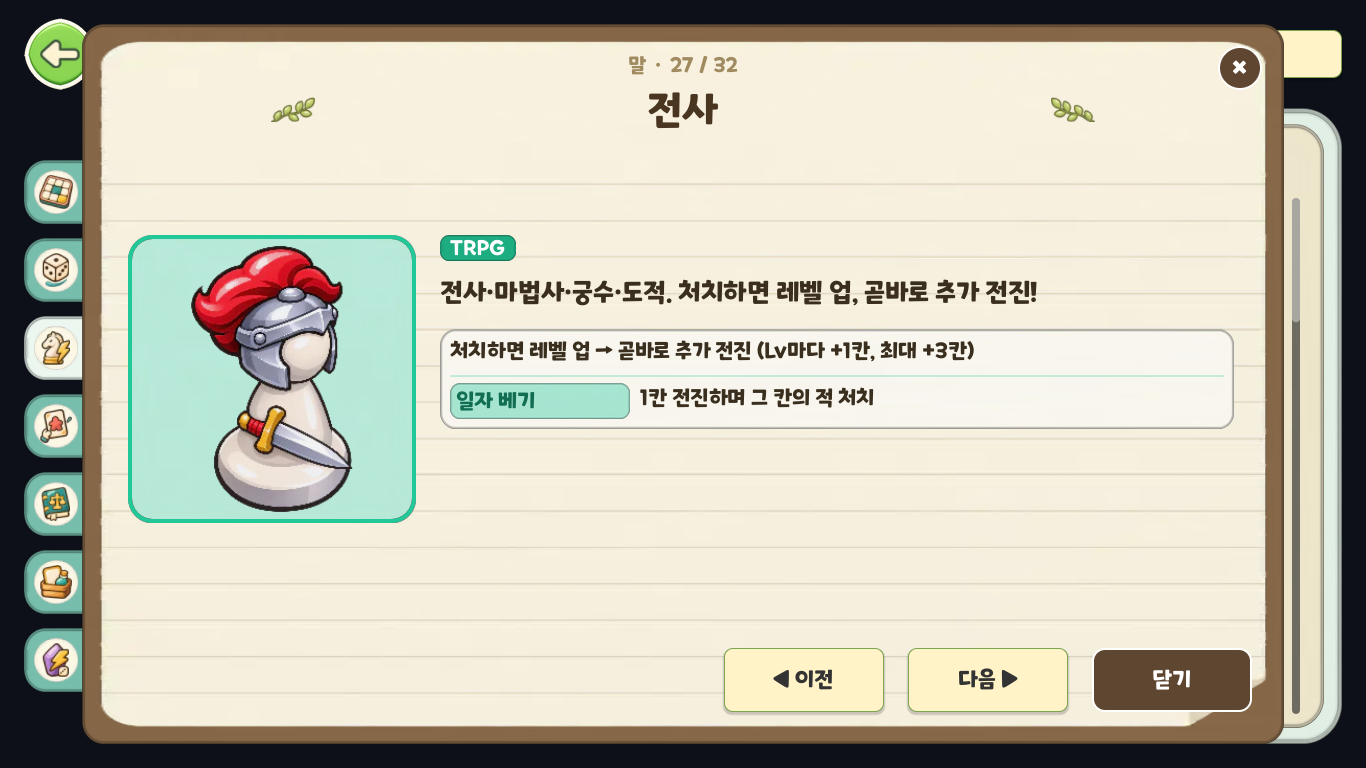 말 · 27 / 32
전사
TRPG
전사·마법사·궁수·도적. 처치하면 레벨 업, 곧바로 추가 전진!
처치하면 레벨 업 → 곧바로 추가 전진 (Lv마다 +1칸, 최대 +3칸)
일자 베기 1칸 전진하며 그 칸의 적 처치
◀ 이전
다음 ▶
닫기